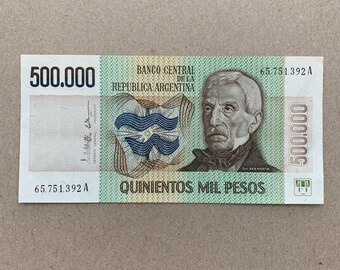 500.000
BANCO CENTRAL
DE LA
REPUBLICA ARGENTINA
65.751.392 A
500.000
65.751.392 A
QUINIENTOS MIL PESOS